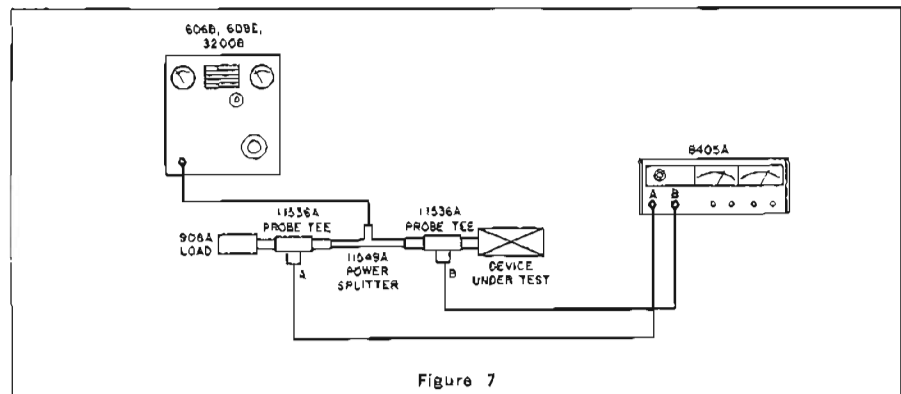 606B, 608E,
3200B
8405A
A B
11536A
PROBE TEE
11536A
PROBE TEE
908A
LOAD
A
11549A
POWER
SPLITTER
B
DEVICE
UNDER TEST
Figure 7